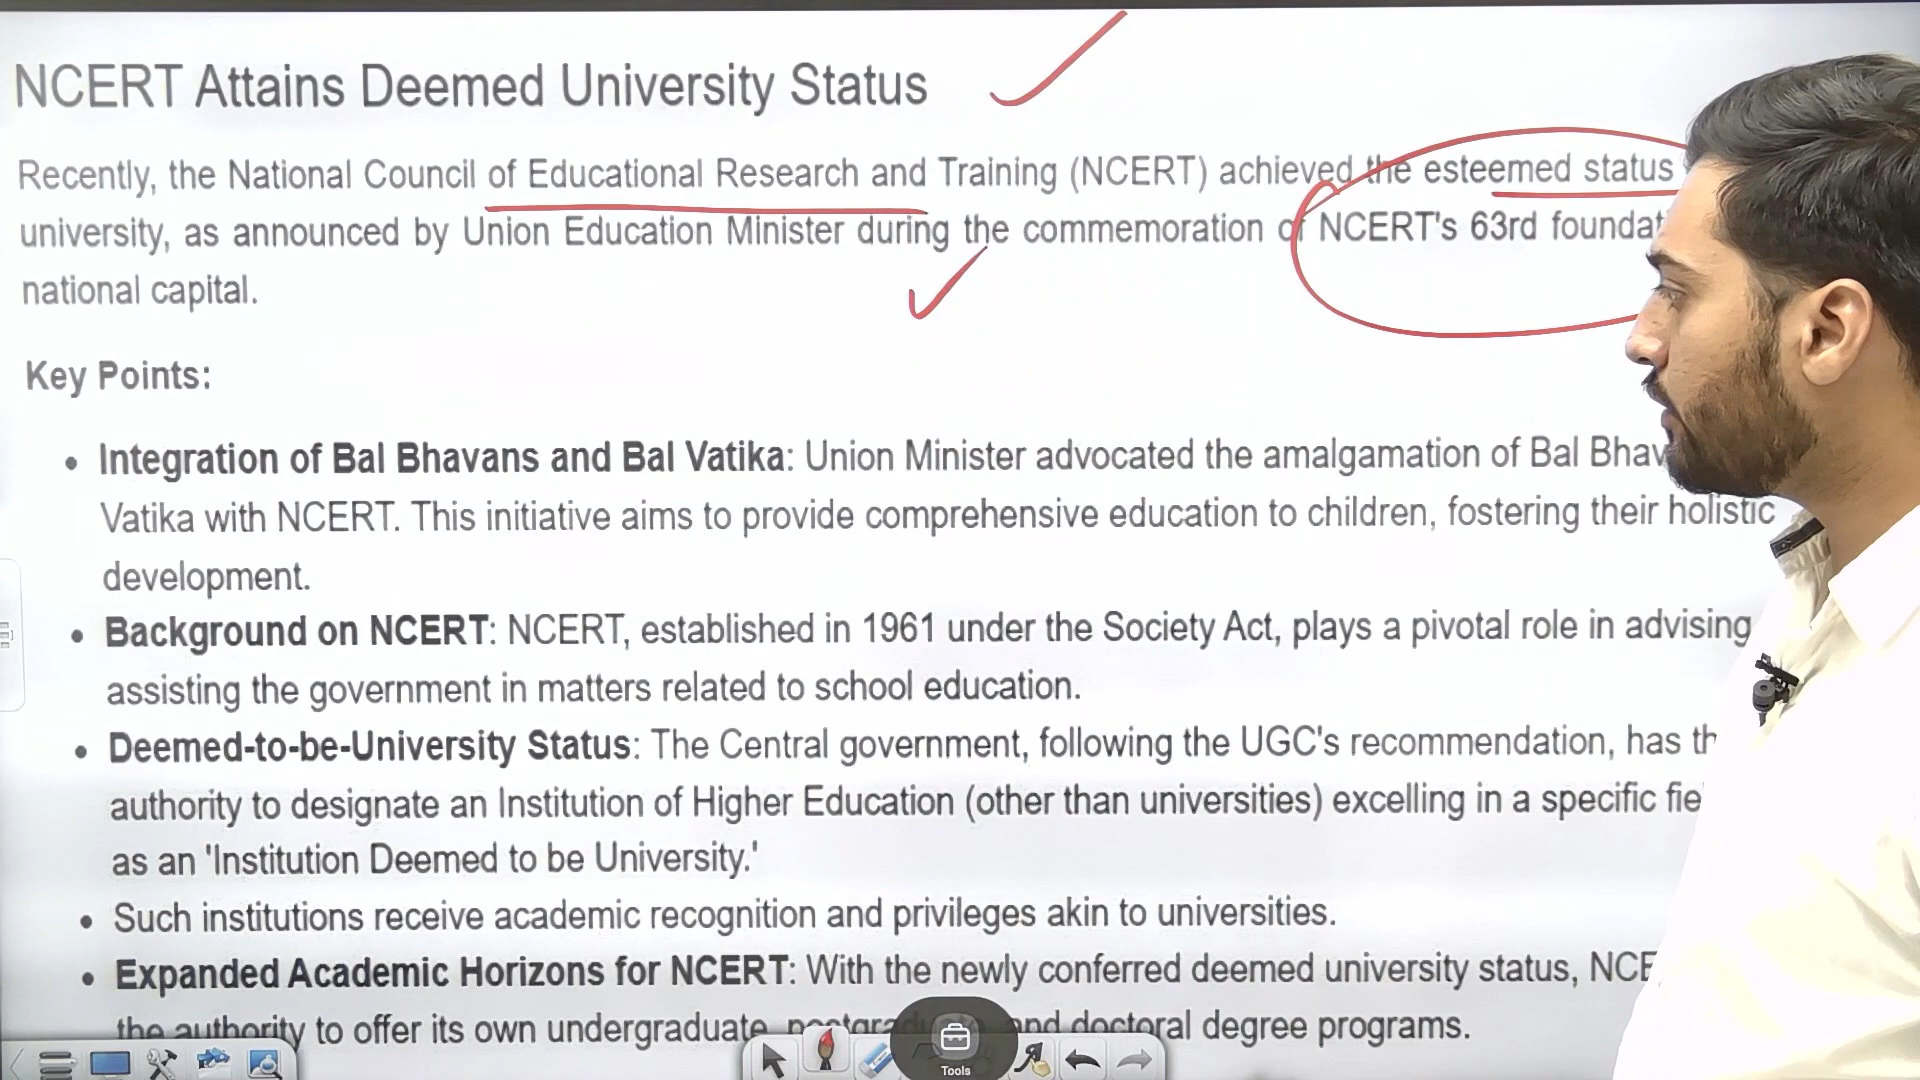 NCERT Attains Deemed University Status
Recently, the National Council of Educational Research and Training (NCERT) achieved the esteemed status
university, as announced by Union Education Minister during the commemoration of NCERT's 63rd foundat
national capital.
Key Points:
• Integration of Bal Bhavans and Bal Vatika: Union Minister advocated the amalgamation of Bal Bhav
Vatika with NCERT. This initiative aims to provide comprehensive education to children, fostering their holistic
development.
• Background on NCERT: NCERT, established in 1961 under the Society Act, plays a pivotal role in advising
assisting the government in matters related to school education.
• Deemed-to-be-University Status: The Central government, following the UGC's recommendation, has th
authority to designate an Institution of Higher Education (other than universities) excelling in a specific fie
as an 'Institution Deemed to be University.'
• Such institutions receive academic recognition and privileges akin to universities.
• Expanded Academic Horizons for NCERT: With the newly conferred deemed university status, NCE
the authority to offer its own undergraduate, and doctoral degree programs.
Tools